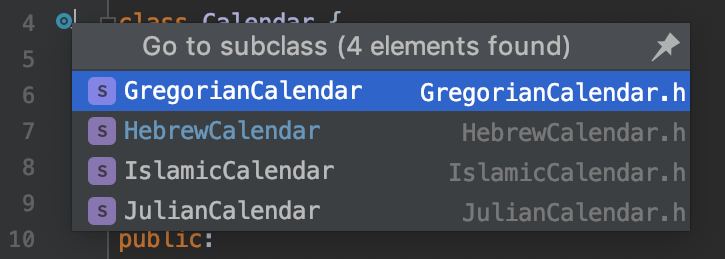 4 class Calendar {
Go to subclass (4 elements found)
5
6 S GregorianCalendar GregorianCalendar.h
7 S HebrewCalendar HebrewCalendar.h
8 S IslamicCalendar IslamicCalendar.h
9 S JulianCalendar JulianCalendar.h
10 public: